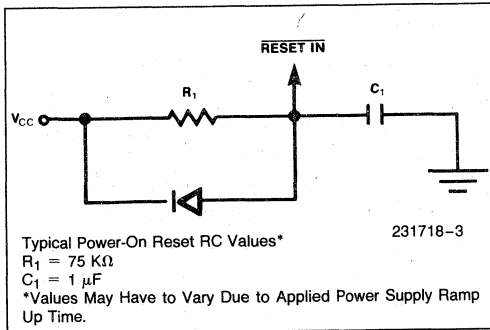 RESET IN
R₁
C₁
VCC
231718-3
Typical Power-On Reset RC Values*
R₁ = 75 KΩ
C₁ = 1 μF
*Values May Have to Vary Due to Applied Power Supply Ramp
Up Time.